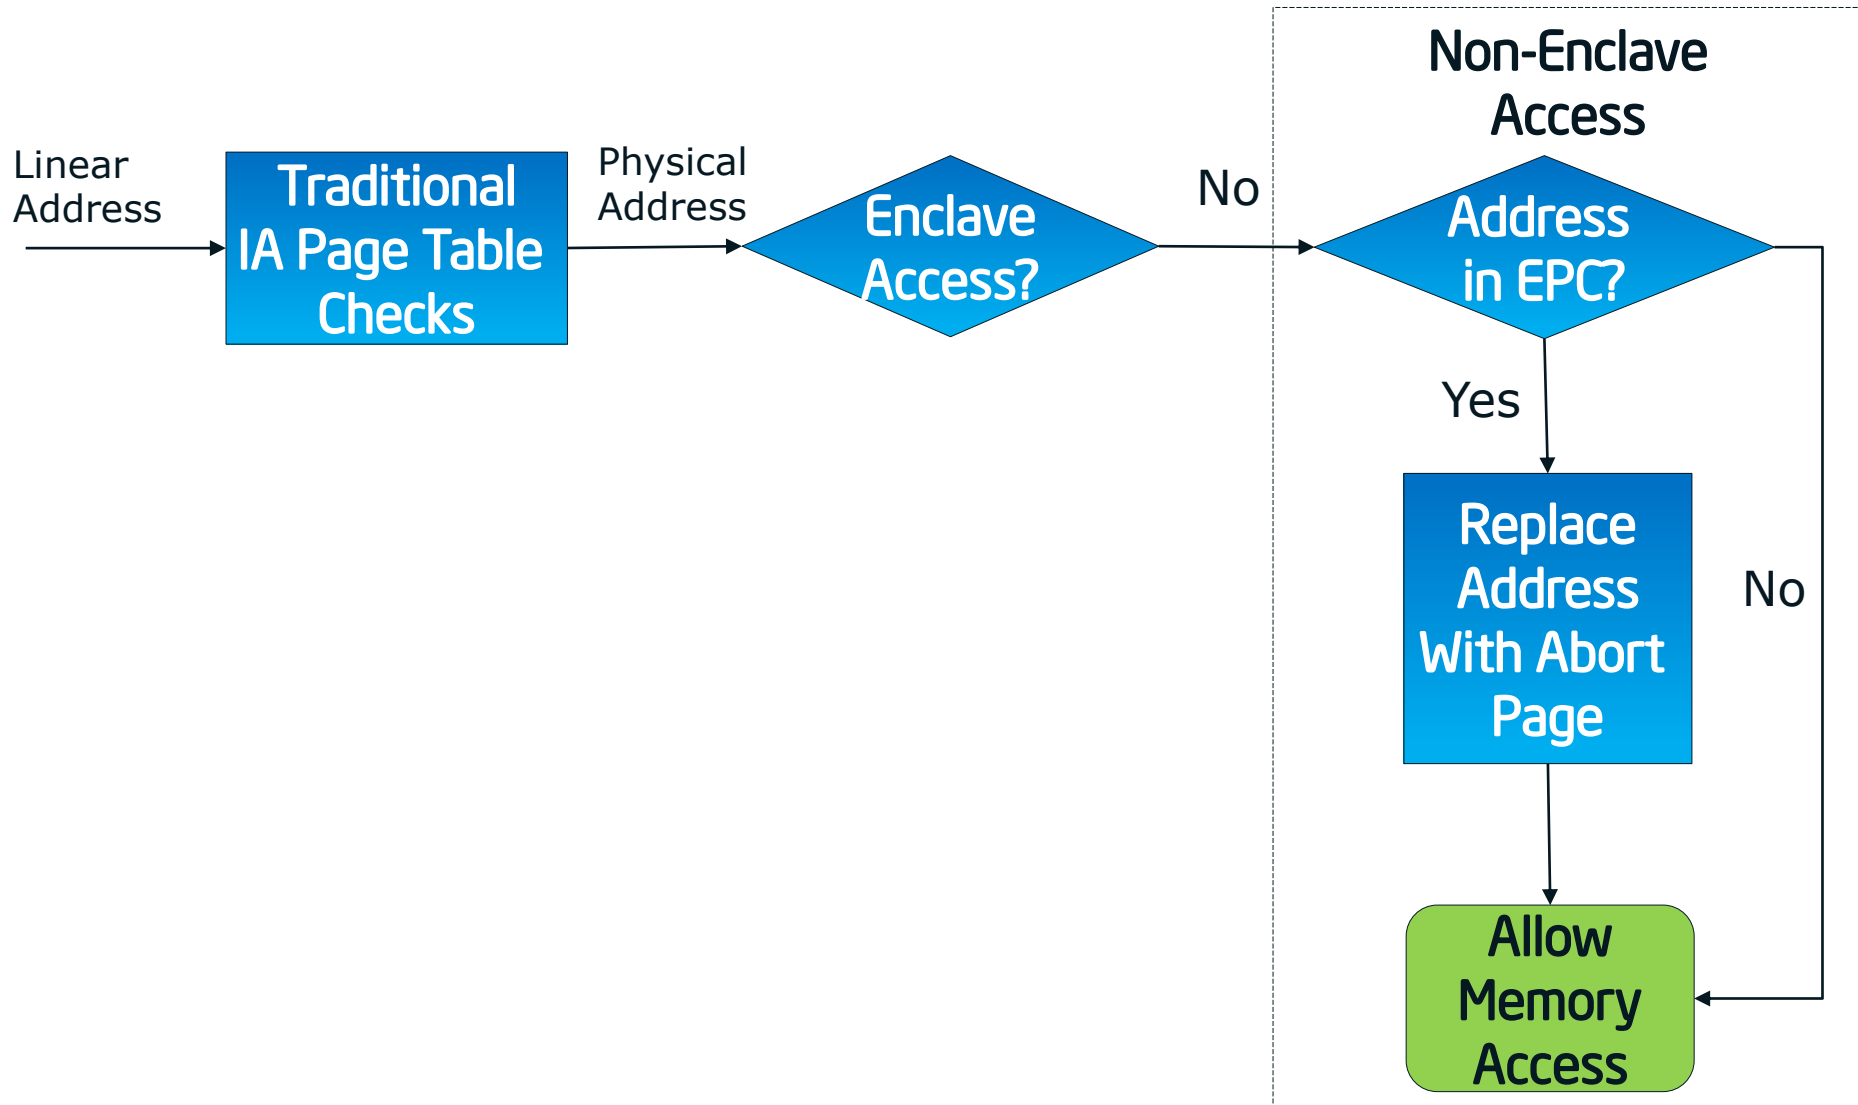 Linear
Address
Traditional
IA Page Table
Checks
Physical
Address
Enclave
Access?
No
Non-Enclave
Access
Address
in EPC?
Yes
Replace
Address
With Abort
Page
No
Allow
Memory
Access